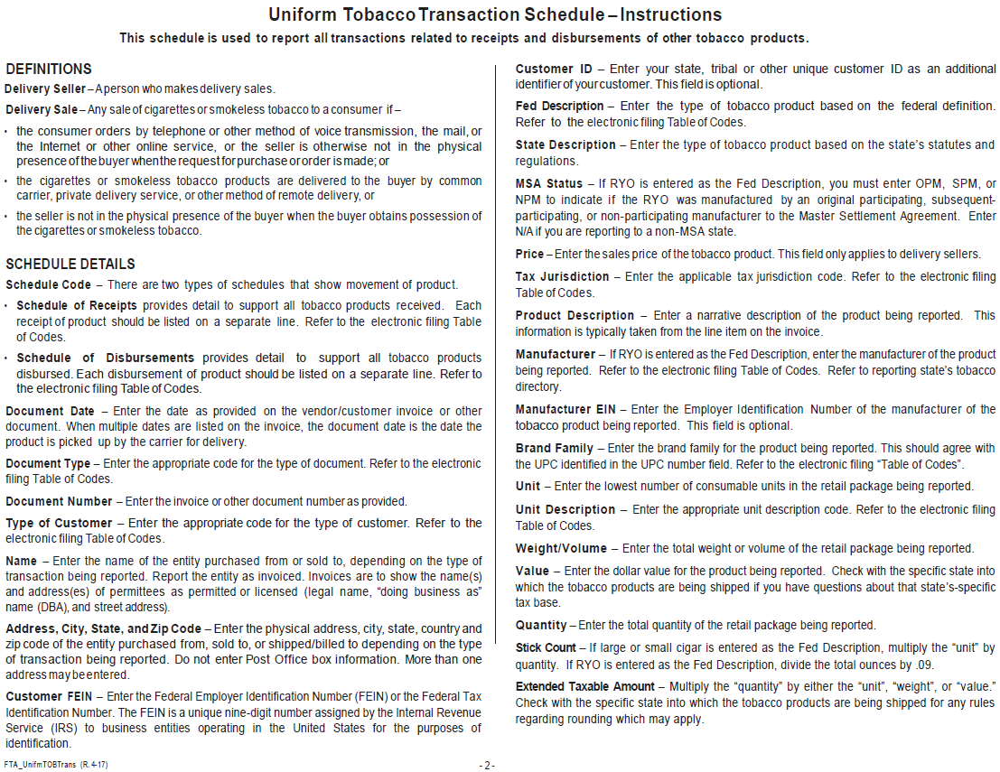 Uniform Tobacco Transaction Schedule – Instructions
This schedule is used to report all transactions related to receipts and disbursements of other tobacco products.
DEFINITIONS
Delivery Seller – A person who makes delivery sales.
Delivery Sale – Any sale of cigarettes or smokeless tobacco to a consumer if –
• the consumer orders by telephone or other method of voice transmission, the mail, or
the Internet or other online service, or the seller is otherwise not in the physical
presence of the buyer when the request for purchase or order is made; or
• the cigarettes or smokeless tobacco products are delivered to the buyer by common
carrier, private delivery service, or other method of remote delivery, or
• the seller is not in the physical presence of the buyer when the buyer obtains possession of
the cigarettes or smokeless tobacco.
SCHEDULE DETAILS
Schedule Code – There are two types of schedules that show movement of product.
• Schedule of Receipts provides detail to support all tobacco products received. Each
receipt of product should be listed on a separate line. Refer to the electronic filing Table
of Codes.
• Schedule of Disbursements provides detail to support all tobacco products
disbursed. Each disbursement of product should be listed on a separate line. Refer to
the electronic filing Table of Codes.
Document Date – Enter the date as provided on the vendor/customer invoice or other
document. When multiple dates are listed on the invoice, the document date is the date the
product is picked up by the carrier for delivery.
Document Type – Enter the appropriate code for the type of document. Refer to the electronic
filing Table of Codes.
Document Number – Enter the invoice or other document number as provided.
Type of Customer – Enter the appropriate code for the type of customer. Refer to the
electronic filing Table of Codes.
Name – Enter the name of the entity purchased from or sold to, depending on the type of
transaction being reported. Report the entity as invoiced. Invoices are to show the name(s)
and address(es) of permittees as permitted or licensed (legal name, “doing business as”
name (DBA), and street address).
Address, City, State, and Zip Code – Enter the physical address, city, state, country and
zip code of the entity purchased from, sold to, or shipped/billed to depending on the type
of transaction being reported. Do not enter Post Office box information. More than one
address may be entered.
Customer FEIN – Enter the Federal Employer Identification Number (FEIN) or the Federal Tax
Identification Number. The FEIN is a unique nine-digit number assigned by the Internal Revenue
Service (IRS) to business entities operating in the United States for the purposes of
identification.
Customer ID – Enter your state, tribal or other unique customer ID as an additional
identifier of your customer. This field is optional.
Fed Description – Enter the type of tobacco product based on the federal definition.
Refer to the electronic filing Table of Codes.
State Description – Enter the type of tobacco product based on the state’s statutes and
regulations.
MSA Status – If RYO is entered as the Fed Description, you must enter OPM, SPM, or
NPM to indicate if the RYO was manufactured by an original participating, subsequent-
participating, or non-participating manufacturer to the Master Settlement Agreement. Enter
N/A if you are reporting to a non-MSA state.
Price – Enter the sales price of the tobacco product. This field only applies to delivery sellers.
Tax Jurisdiction – Enter the applicable tax jurisdiction code. Refer to the electronic filing
Table of Codes.
Product Description – Enter a narrative description of the product being reported. This
information is typically taken from the line item on the invoice.
Manufacturer – If RYO is entered as the Fed Description, enter the manufacturer of the product
being reported. Refer to the electronic filing Table of Codes. Refer to reporting state’s tobacco
directory.
Manufacturer EIN – Enter the Employer Identification Number of the manufacturer of the
tobacco product being reported. This field is optional.
Brand Family – Enter the brand family for the product being reported. This should agree with
the UPC identified in the UPC number field. Refer to the electronic filing “Table of Codes”.
Unit – Enter the lowest number of consumable units in the retail package being reported.
Unit Description – Enter the appropriate unit description code. Refer to the electronic filing
Table of Codes.
Weight/Volume – Enter the total weight or volume of the retail package being reported.
Value – Enter the dollar value for the product being reported. Check with the specific state into
which the tobacco products are being shipped if you have questions about that state’s-specific
tax base.
Quantity – Enter the total quantity of the retail package being reported.
Stick Count – If large or small cigar is entered as the Fed Description, multiply the “unit” by
quantity. If RYO is entered as the Fed Description, divide the total ounces by .09.
Extended Taxable Amount – Multiply the “quantity” by either the “unit”, “weight”, or “value.”
Check with the specific state into which the tobacco products are being shipped for any rules
regarding rounding which may apply.
FTA_UnifmTOBTrans (R. 4-17)
- 2 -